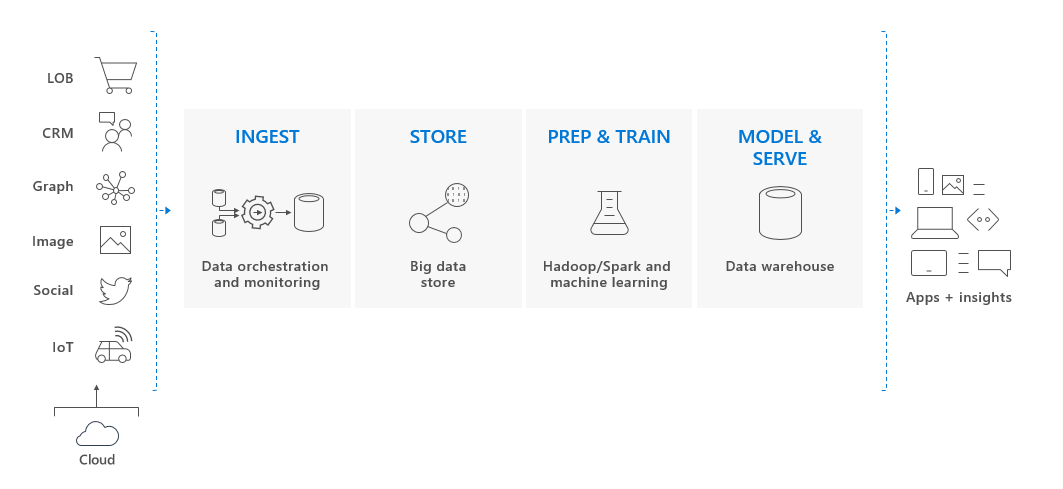 LOB
CRM
Graph
Image
Social
IoT
Cloud
INGEST
Data orchestration
and monitoring
STORE
Big data
store
PREP & TRAIN
Hadoop/Spark and
machine learning
MODEL &
SERVE
Data warehouse
Apps + insights